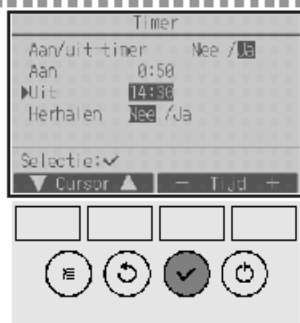 Timer
Aan/uit-timer Nee /Ja
Aan 0:50
▶Uit 14:30
Herhalen Nee /Ja
Selectie:✔
▼ Cursor ▲ − Tijd +